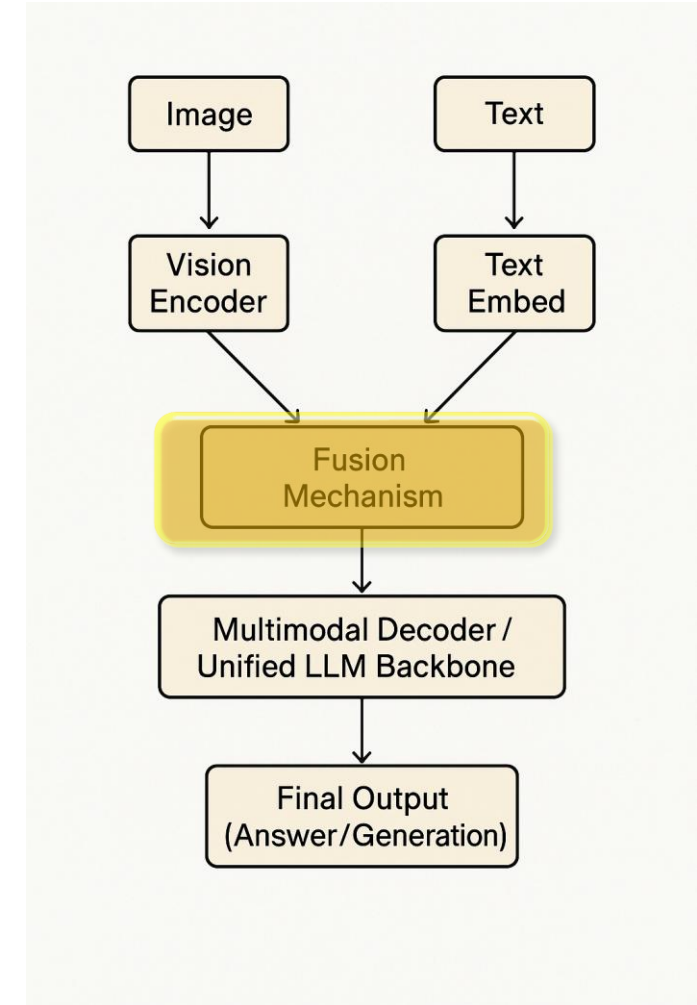 Image
Text
Vision
Encoder
Text
Embed
Fusion
Mechanism
Multimodal Decoder /
Unified LLM Backbone
Final Output
(Answer/Generation)